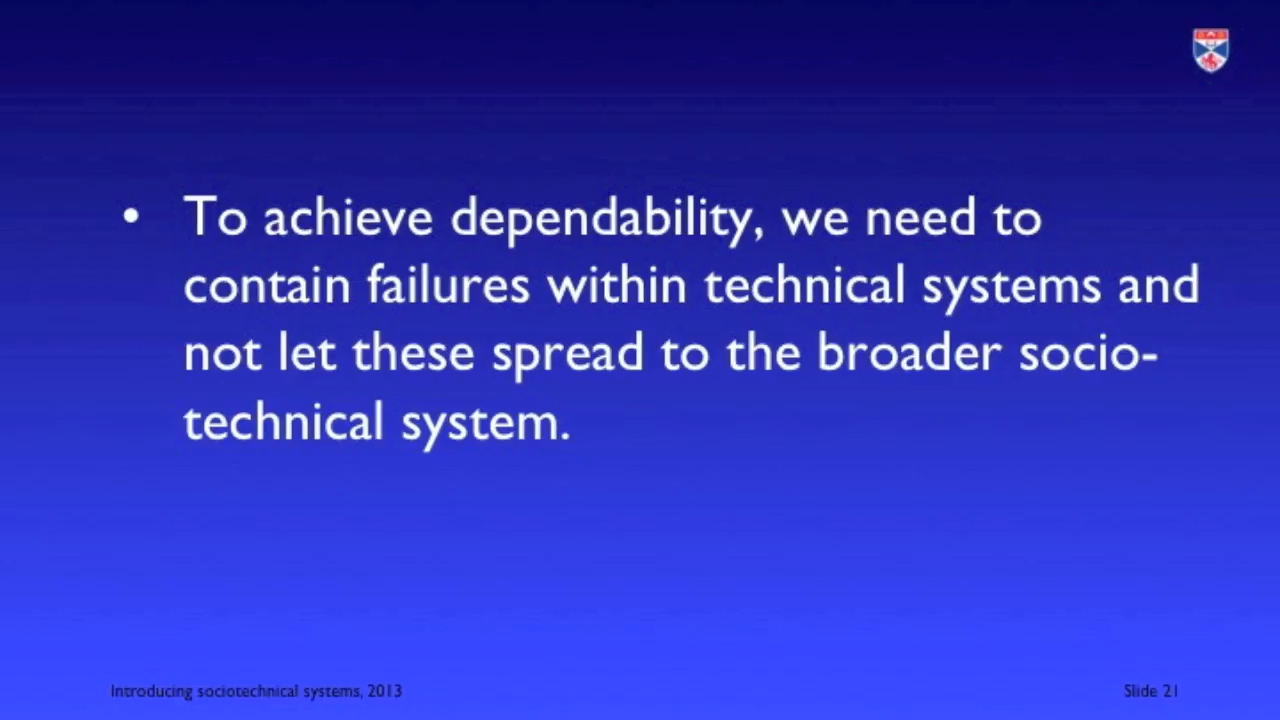 • To achieve dependability, we need to
contain failures within technical systems and
not let these spread to the broader socio-
technical system.
Introducing sociotechnical systems, 2013
Slide 21